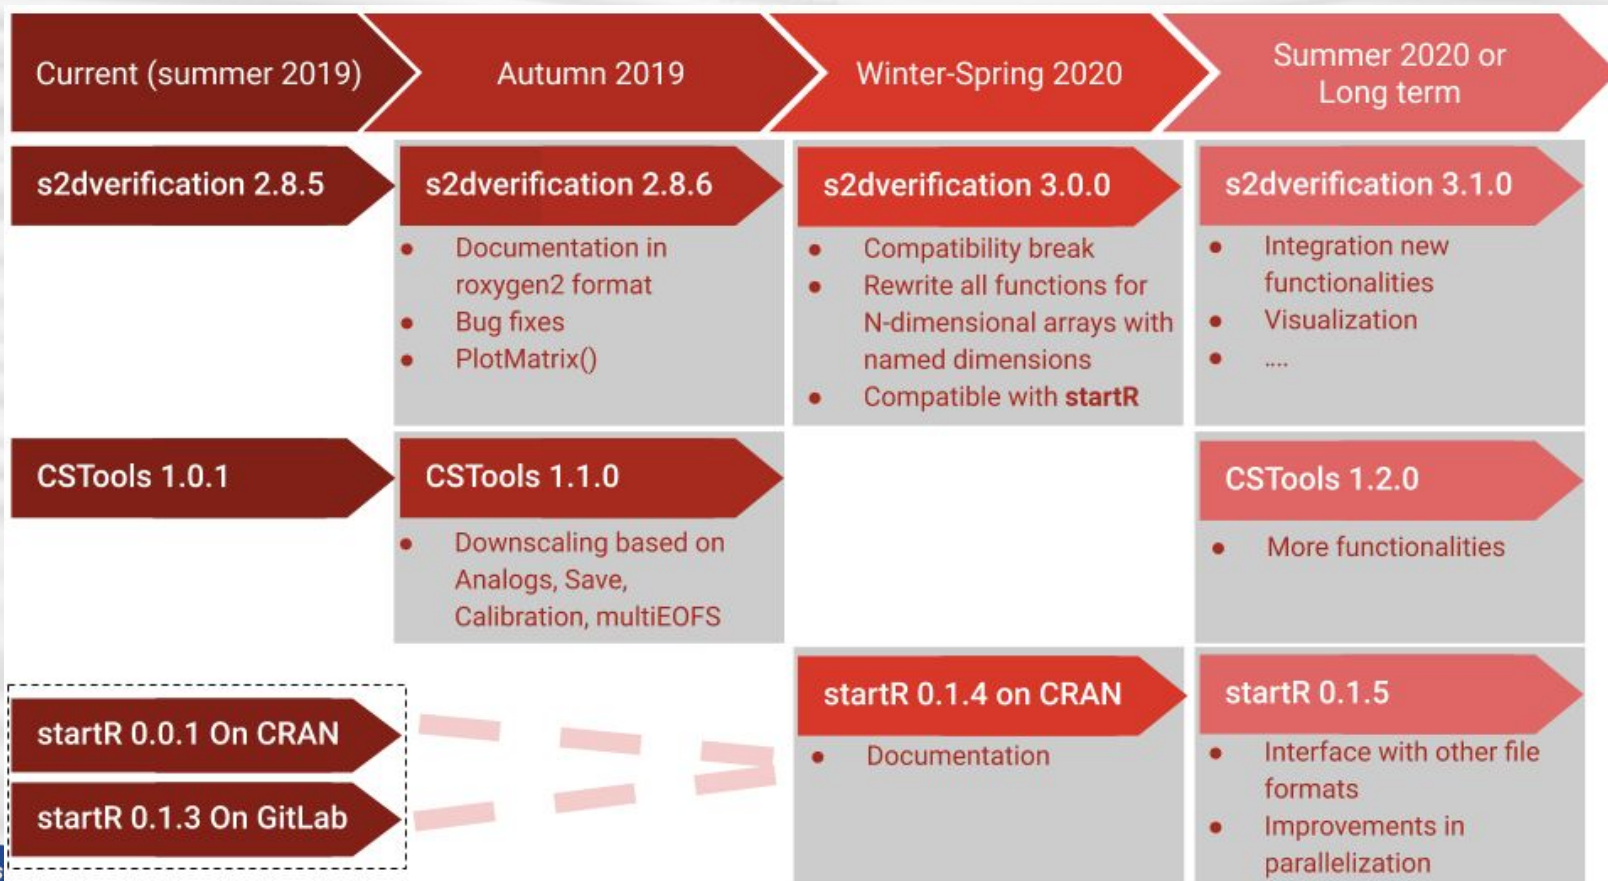 Current (summer 2019)
Autumn 2019
Winter-Spring 2020
Summer 2020 or
Long term
s2dverification 2.8.5
s2dverification 2.8.6
● Documentation in
roxygen2 format
● Bug fixes
● PlotMatrix()
s2dverification 3.0.0
● Compatibility break
● Rewrite all functions for
N-dimensional arrays with
named dimensions
● Compatible with startR
s2dverification 3.1.0
● Integration new
functionalities
● Visualization
● ....
CSTools 1.0.1
CSTools 1.1.0
● Downscaling based on
Analogs, Save,
Calibration, multiEOFS
CSTools 1.2.0
● More functionalities
startR 0.0.1 On CRAN
startR 0.1.3 On GitLab
startR 0.1.4 on CRAN
● Documentation
startR 0.1.5
● Interface with other file
formats
● Improvements in
parallelization